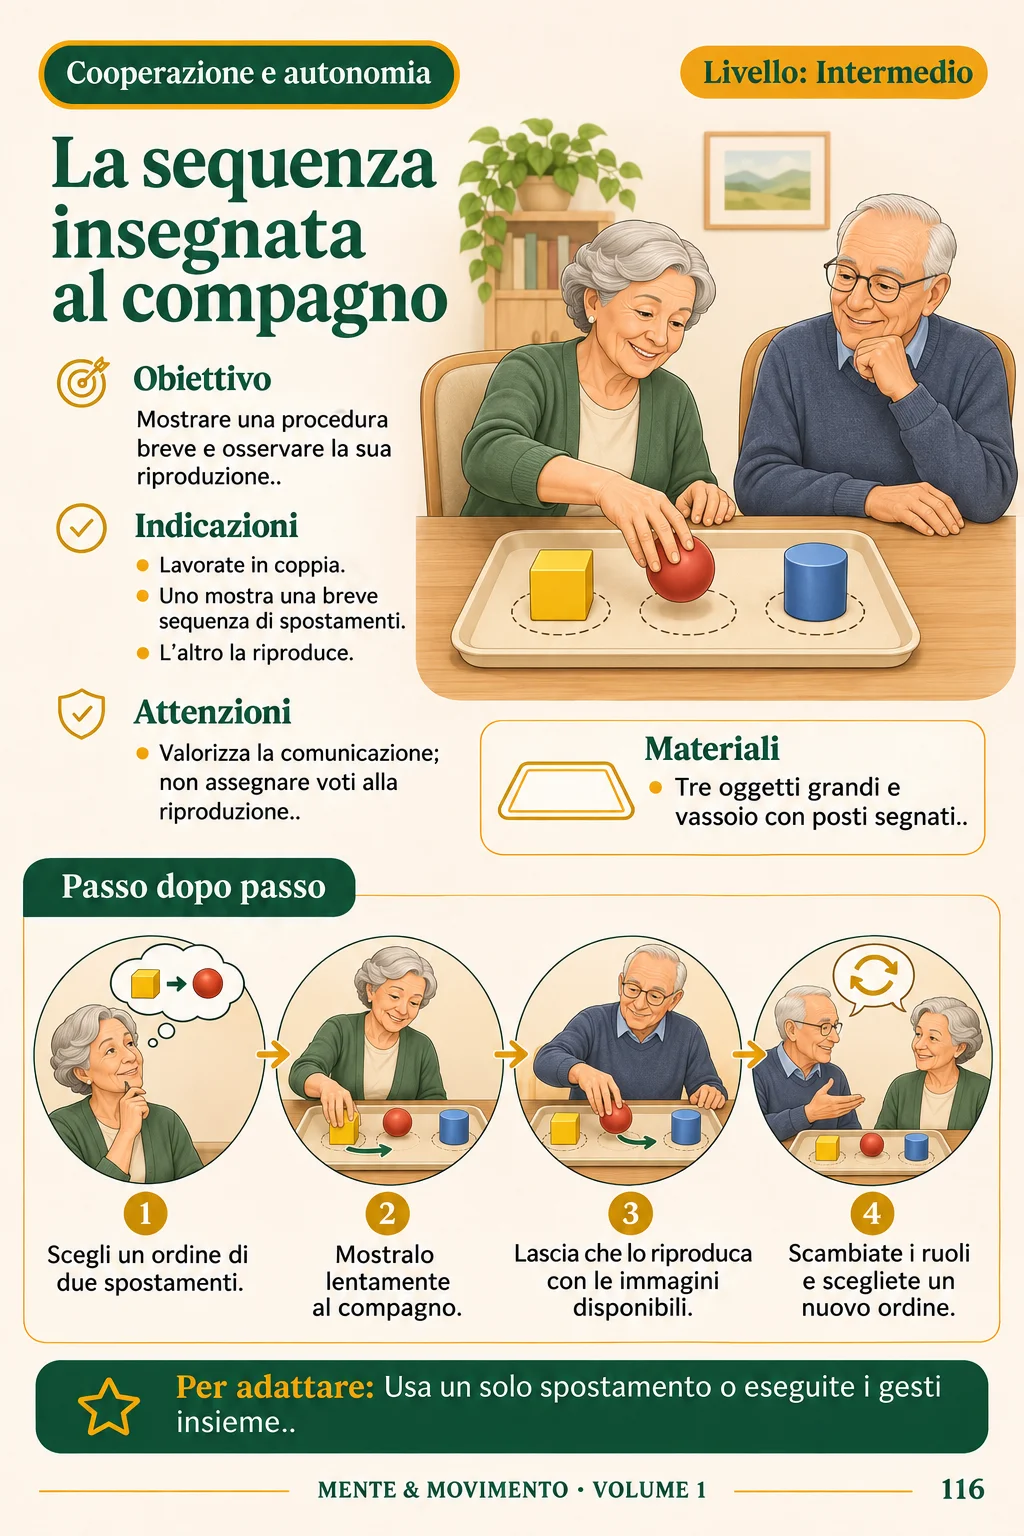 Cooperazione e autonomia
Livello: Intermedio
La sequenza
insegnata
al compagno
Obiettivo
Mostrare una procedura
breve e osservare la sua
riproduzione..
Indicazioni
• Lavorate in coppia.
• Uno mostra una breve
sequenza di spostamenti.
• L'altro la riproduce.
Attenzioni
• Valorizza la comunicazione;
non assegnare voti alla
riproduzione..
Materiali
• Tre oggetti grandi e
vassoio con posti segnati..
Passo dopo passo
1
Scegli un ordine di
due spostamenti.
2
Mostralo
lentamente
al compagno.
3
Lascia che lo riproduca
con le immagini
disponibili.
4
Scambiate i ruoli
e scegliete un
nuovo ordine.
Per adattare: Usa un solo spostamento o eseguite i gesti
insieme..
MENTE & MOVIMENTO • VOLUME 1
116